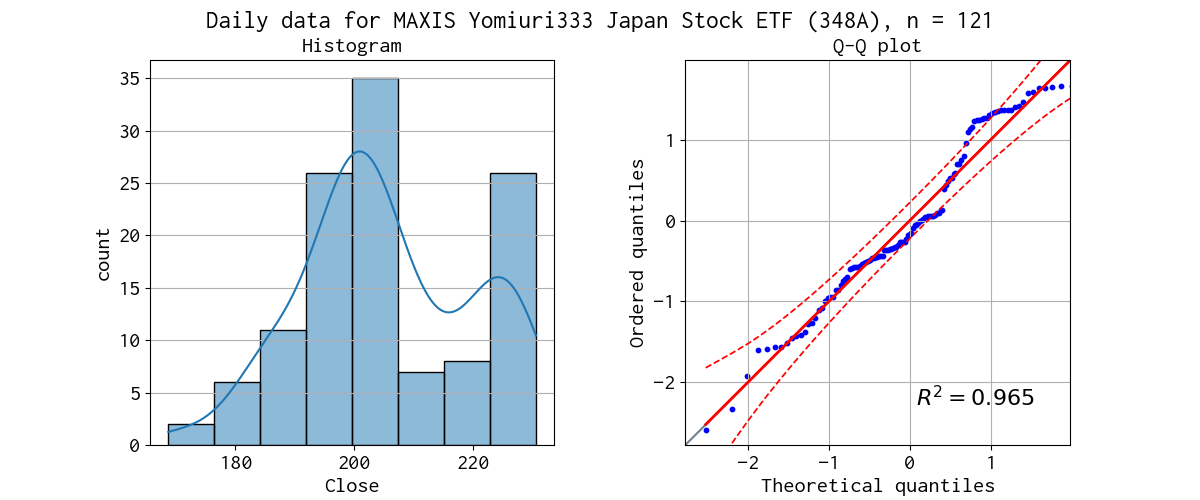 Daily data for MAXIS Yomiuri333 Japan Stock ETF (348A), n = 121
Histogram
35
30
25
20
15
10
5
0
count
180 200 220
Close
Q-Q plot
1
0
−1
−2
Ordered quantiles
R² = 0.965
−2 −1 0 1
Theoretical quantiles